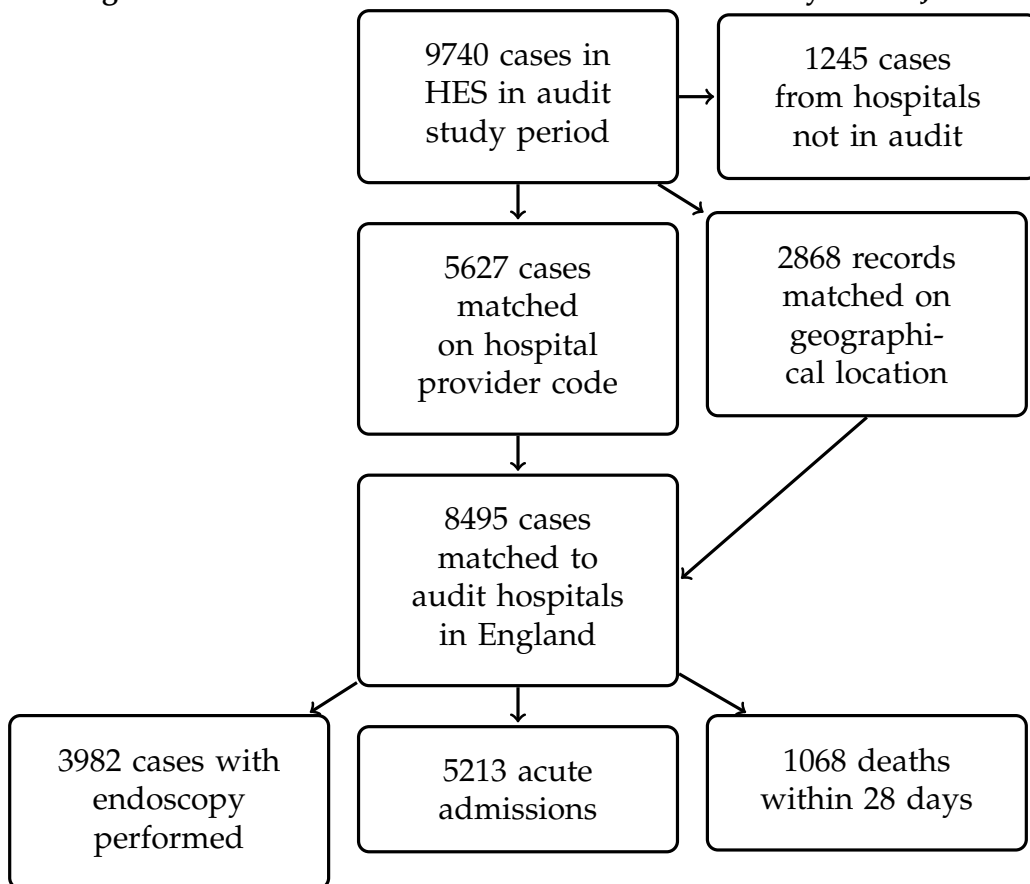 9740 cases in
HES in audit
study period
1245 cases
from hospitals
not in audit
5627 cases
matched
on hospital
provider code
2868 records
matched on
geographi-
cal location
8495 cases
matched to
audit hospitals
in England
3982 cases with
endoscopy
performed
5213 acute
admissions
1068 deaths
within 28 days